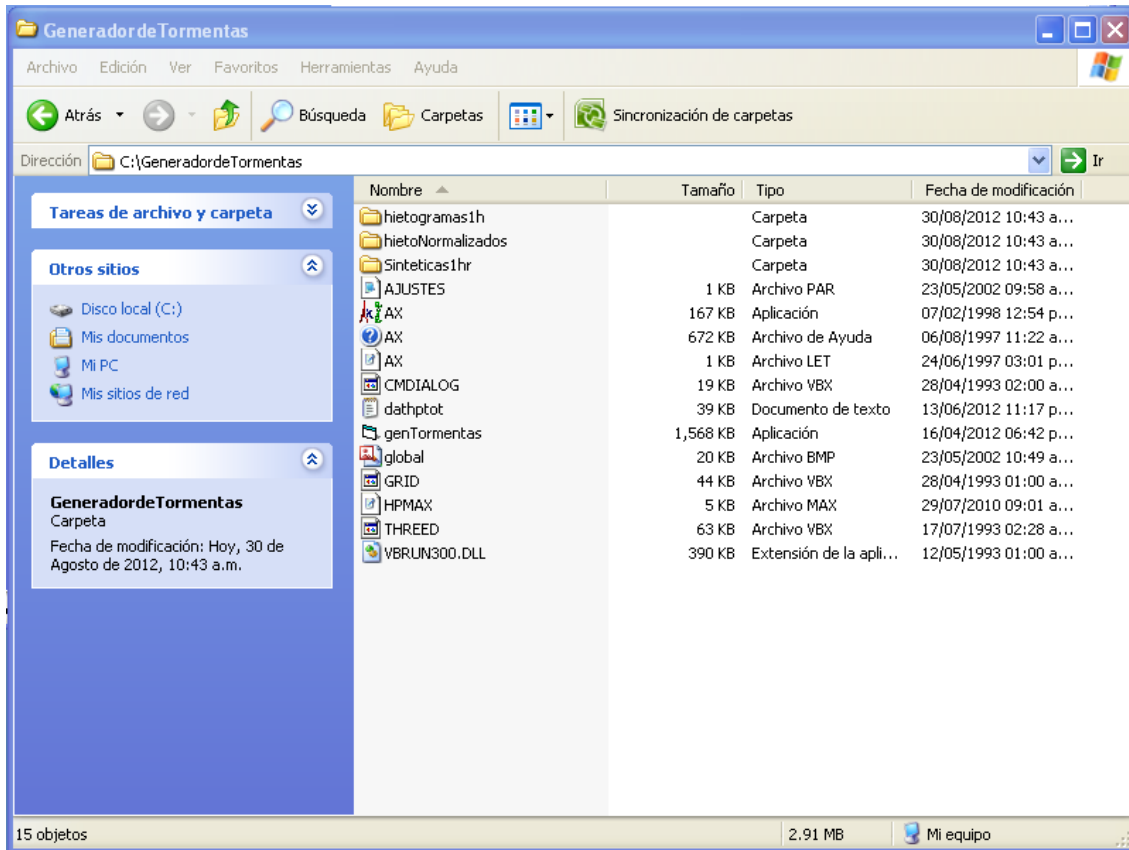 GeneradordeTormentas
Archivo Edición Ver Favoritos Herramientas Ayuda
Atrás Búsqueda Carpetas Sincronización de carpetas
Dirección C:\GeneradordeTormentas Ir
Tareas de archivo y carpeta
Otros sitios
Disco local (C:)
Mis documentos
Mi PC
Mis sitios de red
Detalles
GeneradordeTormentas
Carpeta
Fecha de modificación: Hoy, 30 de
Agosto de 2012, 10:43 a.m.
Nombre Tamaño Tipo Fecha de modificación
hietogramas1h Carpeta 30/08/2012 10:43 a...
hietoNormalizados Carpeta 30/08/2012 10:43 a...
Sinteticas1hr Carpeta 30/08/2012 10:43 a...
AJUSTES 1 KB Archivo PAR 23/05/2002 09:58 a...
AX 167 KB Aplicación 07/02/1998 12:54 p...
AX 672 KB Archivo de Ayuda 06/08/1997 11:22 a...
AX 1 KB Archivo LET 24/06/1997 03:01 p...
CMDIALOG 19 KB Archivo VBX 28/04/1993 02:00 a...
dathptot 39 KB Documento de texto 13/06/2012 11:17 p...
genTormentas 1,568 KB Aplicación 16/04/2012 06:42 p...
global 20 KB Archivo BMP 23/05/2002 10:49 a...
GRID 44 KB Archivo VBX 28/04/1993 01:00 a...
HPMAX 5 KB Archivo MAX 29/07/2010 09:01 a...
THREED 63 KB Archivo VBX 17/07/1993 02:28 a...
VBRUN300.DLL 390 KB Extensión de la apli... 12/05/1993 01:00 a...
15 objetos 2.91 MB Mi equipo